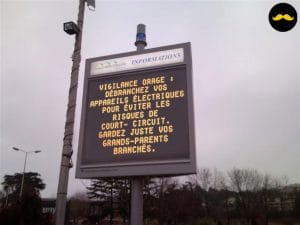 INFORMATIONS
VIGILANCE ORAGE :
DÉBRANCHEZ VOS
APPAREILS ÉLECTRIQUES
POUR ÉVITER LES
RISQUES DE
COURT- CIRCUIT.
GARDEZ JUSTE VOS
GRANDS-PARENTS
BRANCHÉS.